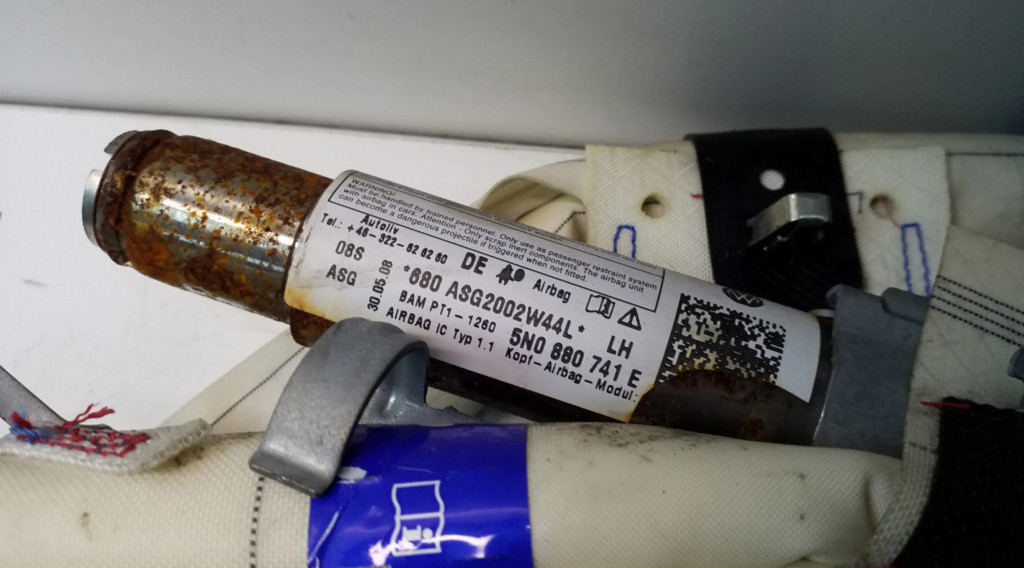 WARNING!
Must be handled by trained personnel. Only use as passenger restraint system
with airbag in cars. Attention - Only scrap inert components. The airbag unit
can become a dangerous projectile if triggered when not fitted.
Autoliv
Tel.: +46-322-62 62 60
DE
Airbag
08S
ASG
30.05.08
*680 ASG2002W44L*
LH
BAM PT1-1260
5N0 880 741 E
AIRBAG IC Typ 1.1
Kopf-Airbag-Modul: